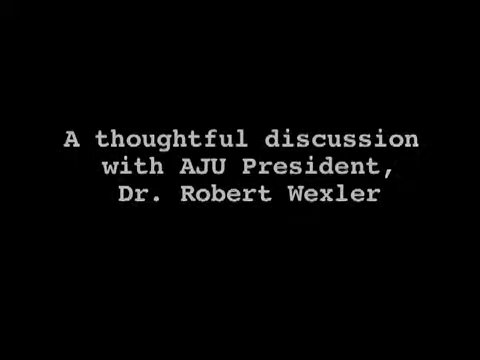 A thoughtful discussion
with AJU President,
Dr. Robert Wexler